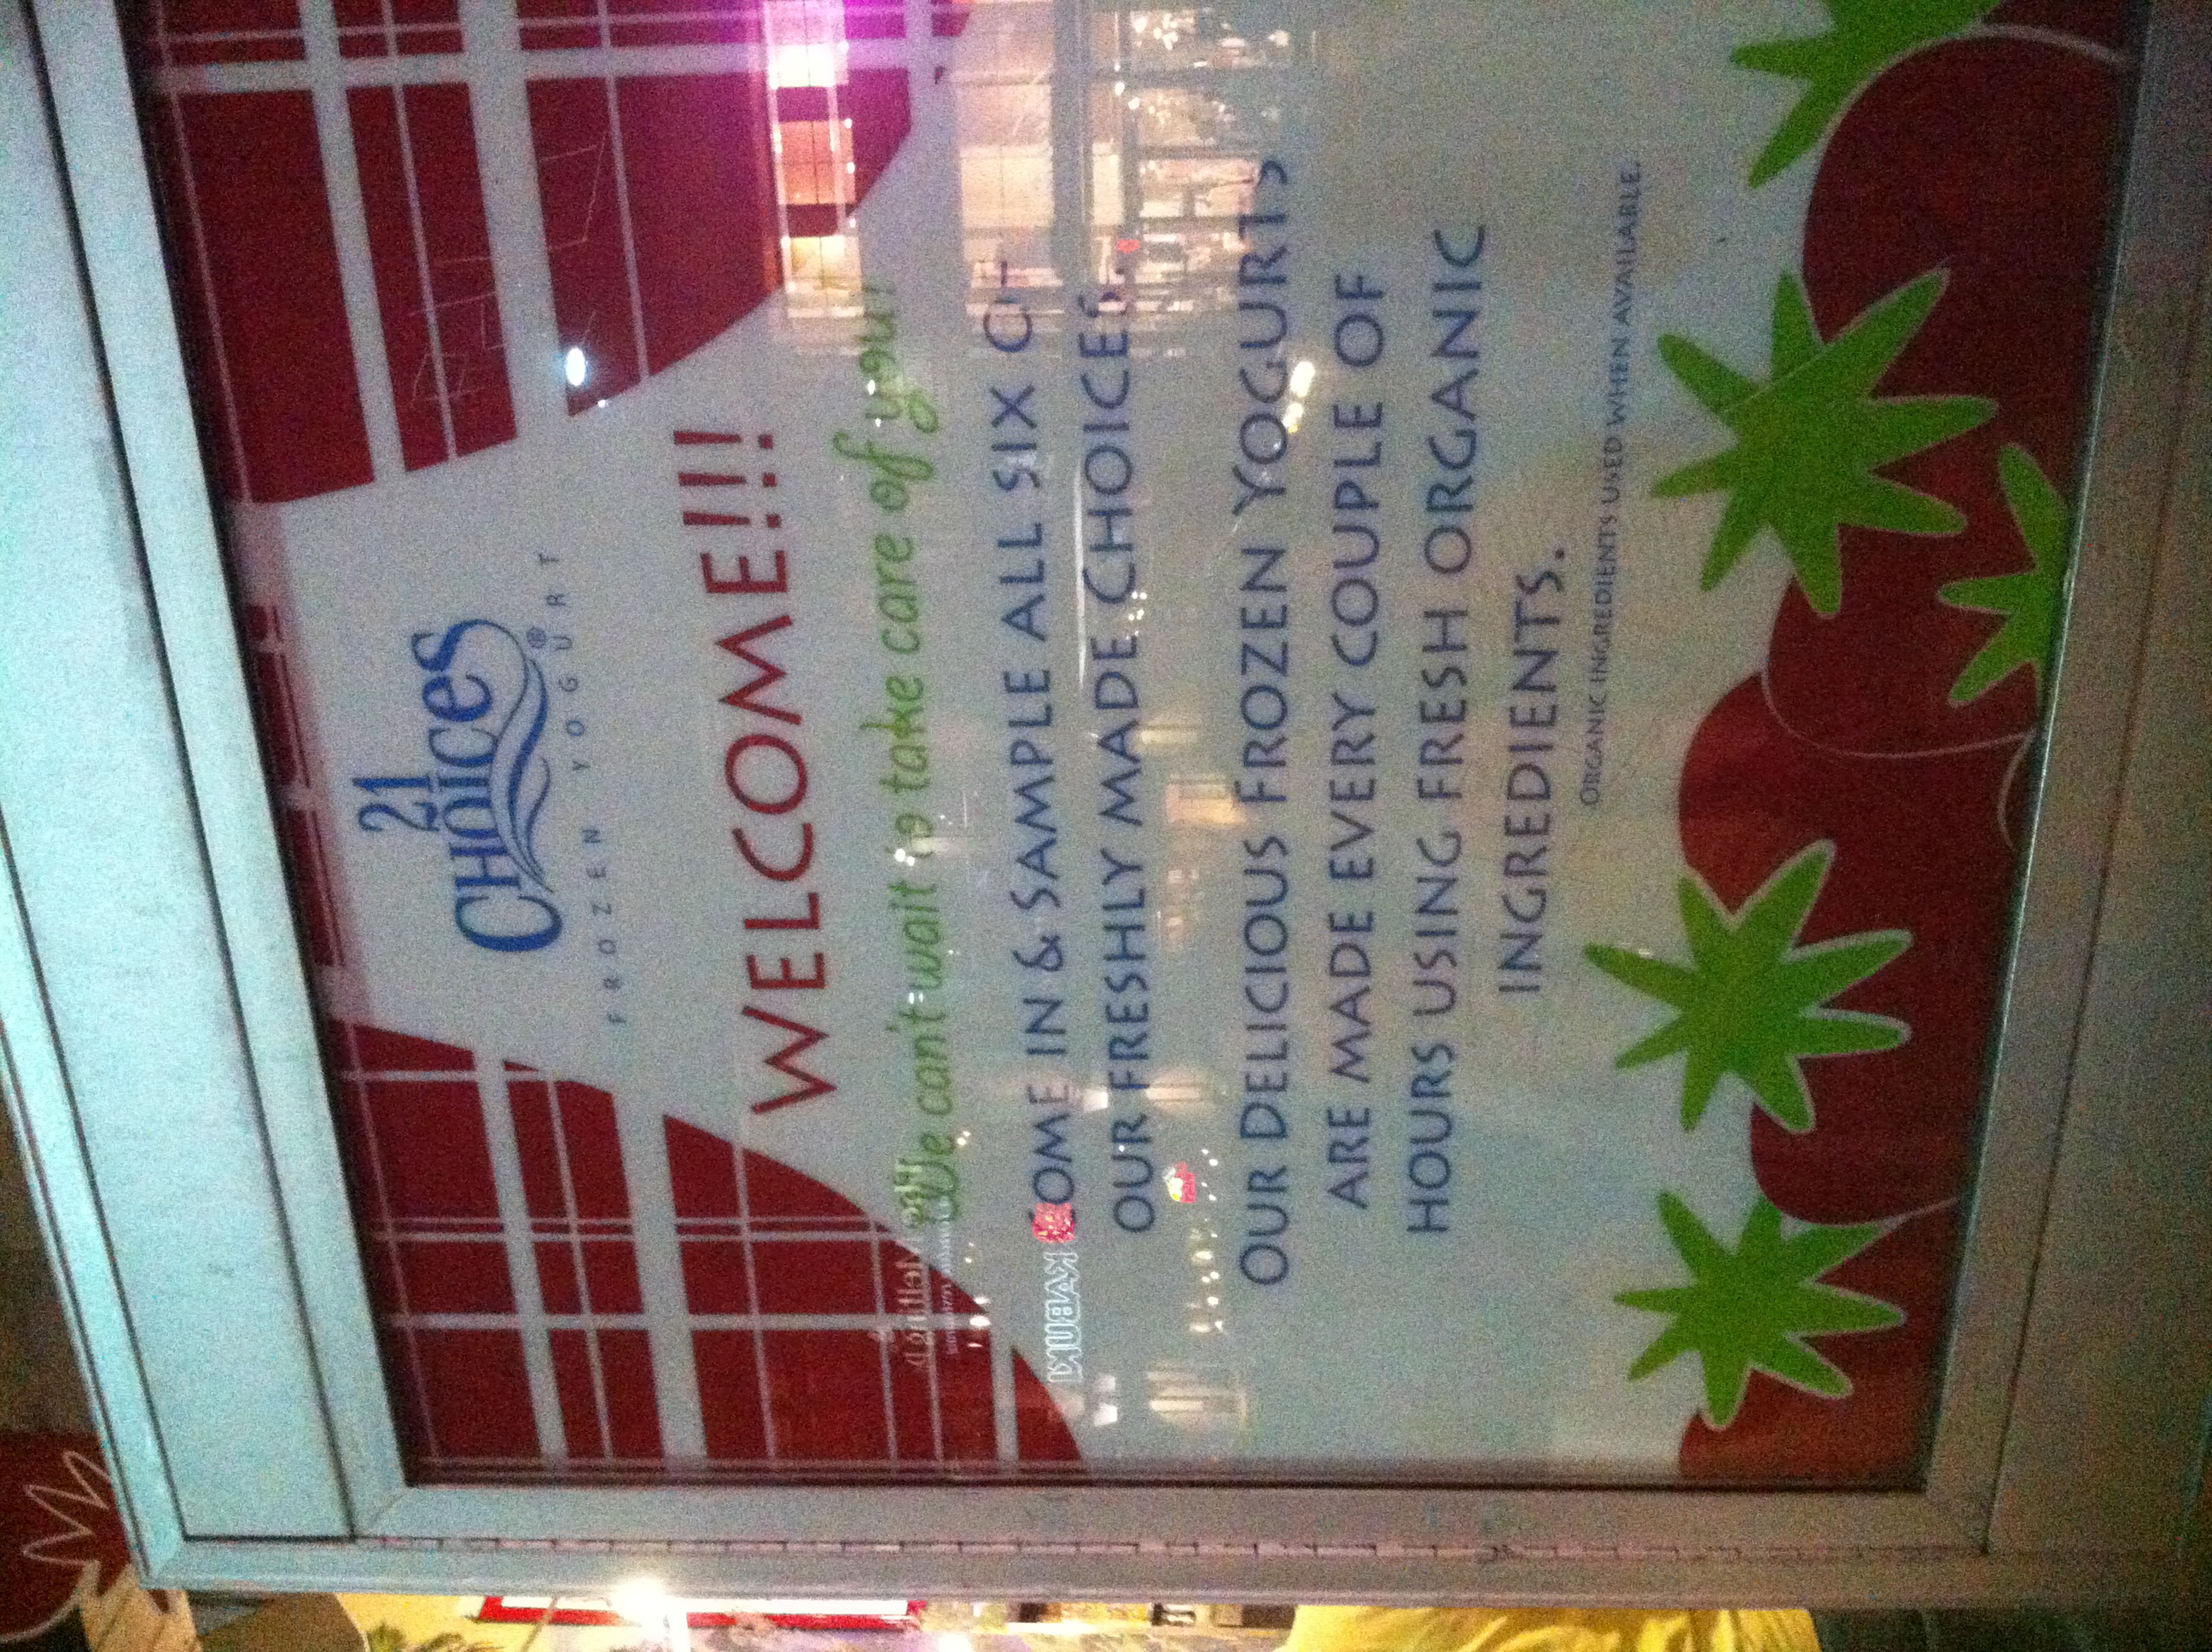 21
CHOICES®
FROZEN YOGURT
WELCOME!!!
We can't wait to take care of you!
COME IN & SAMPLE ALL SIX OF
OUR FRESHLY MADE CHOICES.
OUR DELICIOUS FROZEN YOGURTS
ARE MADE EVERY COUPLE OF
HOURS USING FRESH ORGANIC
INGREDIENTS.
ORGANIC INGREDIENTS USED WHEN AVAILABLE.
KABUKI